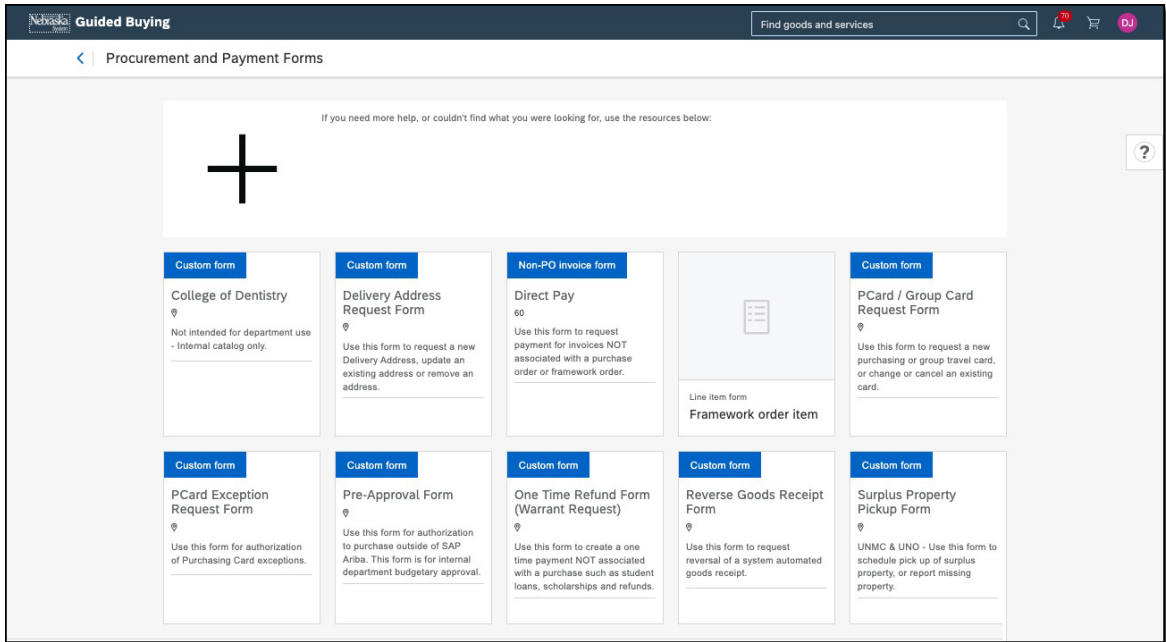 Nebraska
System
Guided Buying
Find goods and services
70
DJ
Procurement and Payment Forms
If you need more help, or couldn't find what you were looking for, use the resources below:
?
Custom form
College of Dentistry
Not intended for department use
- Internal catalog only.
Custom form
Delivery Address
Request Form
Use this form to request a new
Delivery Address, update an
existing address or remove an
address.
Non-PO invoice form
Direct Pay
60
Use this form to request
payment for invoices NOT
associated with a purchase
order or framework order.
Line item form
Framework order item
Custom form
PCard / Group Card
Request Form
Use this form to request a new
purchasing or group travel card,
or change or cancel an existing
card.
Custom form
PCard Exception
Request Form
Use this form for authorization
of Purchasing Card exceptions.
Custom form
Pre-Approval Form
Use this form for authorization
to purchase outside of SAP
Ariba. This form is for internal
department budgetary approval.
Custom form
One Time Refund Form
(Warrant Request)
Use this form to create a one
time payment NOT associated
with a purchase such as student
loans, scholarships and refunds.
Custom form
Reverse Goods Receipt
Form
Use this form to request
reversal of a system automated
goods receipt.
Custom form
Surplus Property
Pickup Form
UNMC & UNO - Use this form to
schedule pick up of surplus
property, or report missing
property.